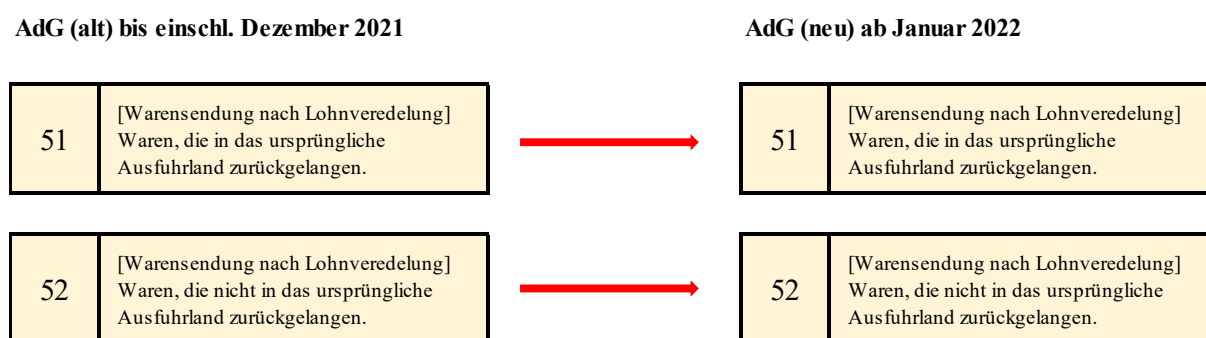 AdG (alt) bis einschl. Dezember 2021
AdG (neu) ab Januar 2022
51
[Warensendung nach Lohnveredelung]
Waren, die in das ursprüngliche
Ausfuhrland zurückgelangen.
51
[Warensendung nach Lohnveredelung]
Waren, die in das ursprüngliche
Ausfuhrland zurückgelangen.
52
[Warensendung nach Lohnveredelung]
Waren, die nicht in das ursprüngliche
Ausfuhrland zurückgelangen.
52
[Warensendung nach Lohnveredelung]
Waren, die nicht in das ursprüngliche
Ausfuhrland zurückgelangen.